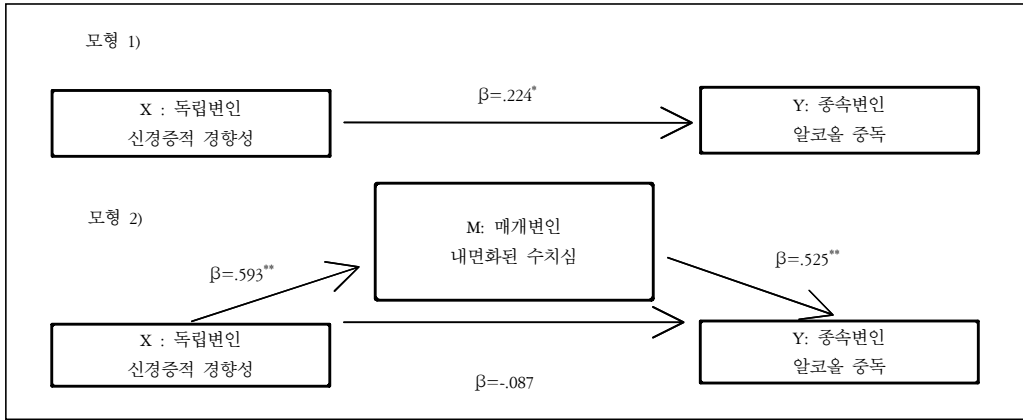 모형 1)
β=.224*
X : 독립변인
신경증적 경향성
Y: 종속변인
알코올 중독
모형 2)
M: 매개변인
내면화된 수치심
β=.593**
β=.525**
X : 독립변인
신경증적 경향성
Y: 종속변인
알코올 중독
β=-.087